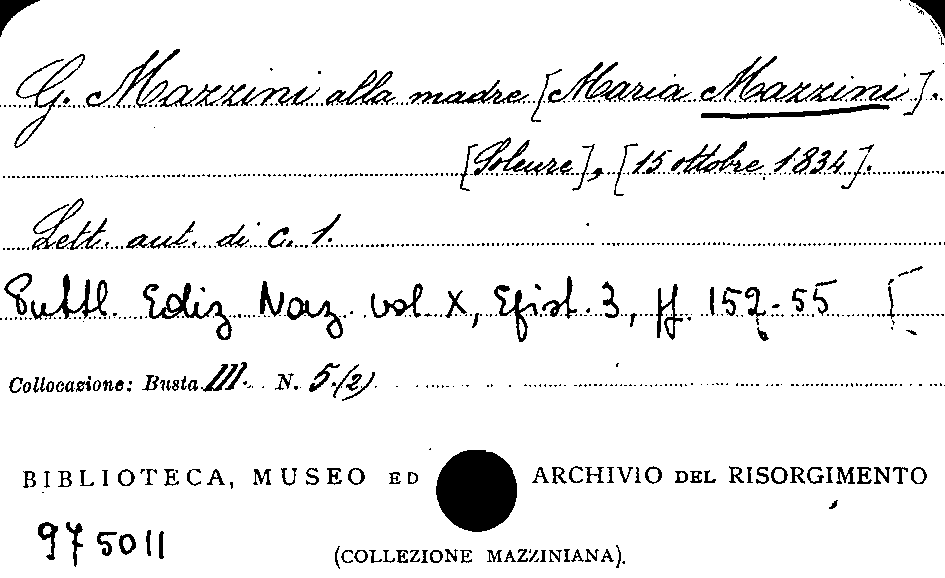 G. Mazzini alla madre [Maria Mazzini].
[Soleure], [15 ottobre 1834].
Lett. aut. di c. 1.
Pubbl. Ediz Naz. vol. X, Epist. 3, pp. 152-55 [
Collocazione: Busta III. N. 5.(2)
BIBLIOTECA, MUSEO ED ARCHIVIO DEL RISORGIMENTO
975011
(COLLEZIONE MAZZINIANA).